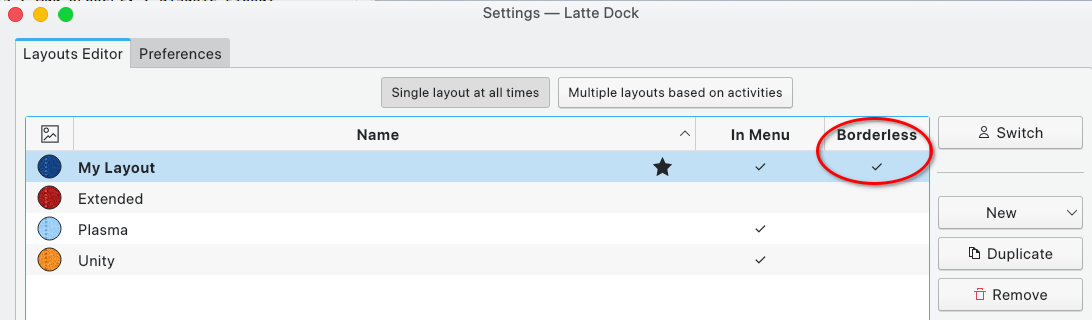 Settings — Latte Dock
Layouts Editor Preferences
Single layout at all times Multiple layouts based on activities
Name In Menu Borderless Switch
My Layout
Extended
Plasma New
Unity Duplicate
Remove